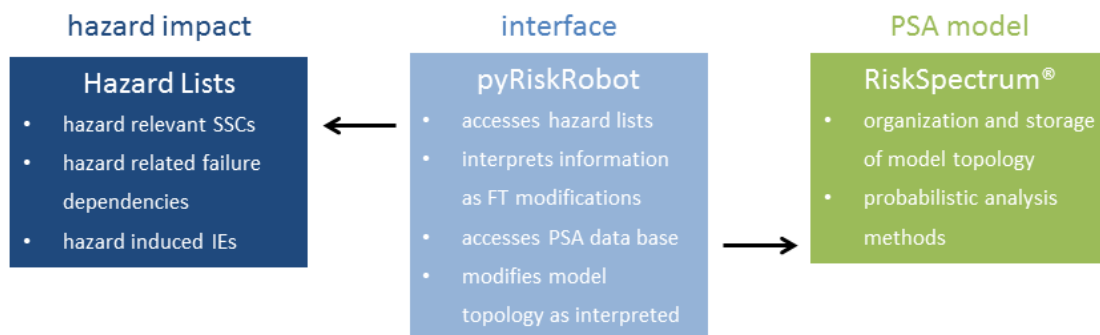 hazard impact
Hazard Lists
• hazard relevant SSCs
• hazard related failure
dependencies
• hazard induced IEs
interface
pyRiskRobot
• accesses hazard lists
• interprets information
as FT modifications
• accesses PSA data base
• modifies model
topology as interpreted
PSA model
RiskSpectrum®
• organization and storage
of model topology
• probabilistic analysis
methods